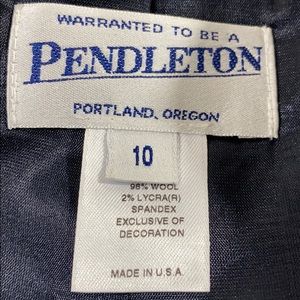 WARRANTED TO BE A
PENDLETON
PORTLAND, OREGON
10
98% WOOL
2% LYCRA(R)
SPANDEX
EXCLUSIVE OF
DECORATION
MADE IN U.S.A.